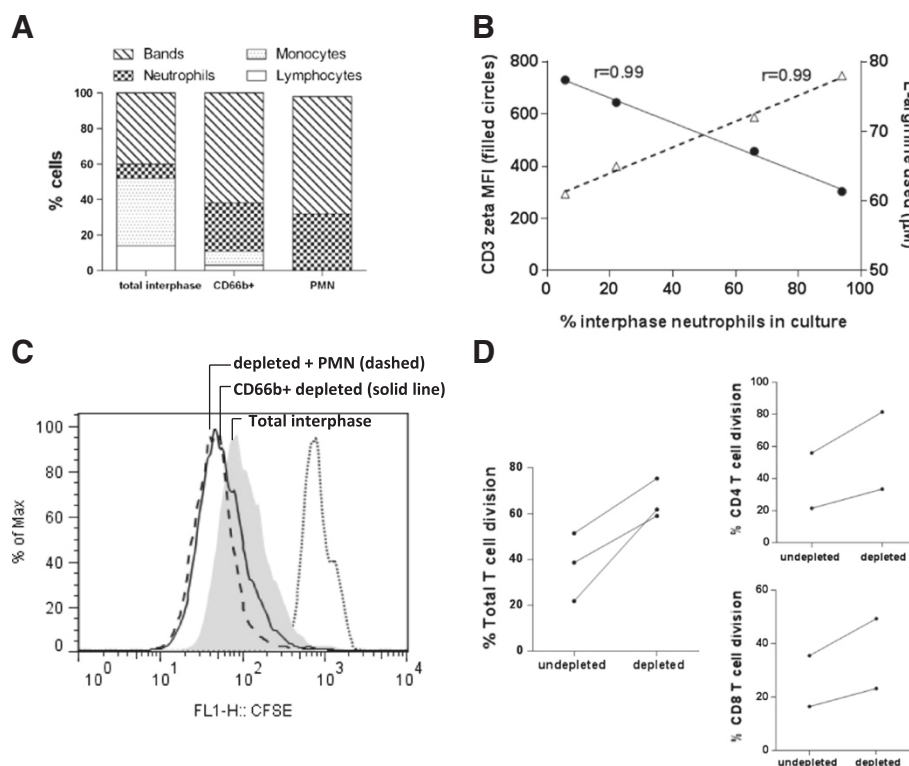 A
Bands
Monocytes
Neutrophils
Lymphocytes
100
80
60
40
20
0
% cells
total interphase
CD66b+
PMN
B
800
600
400
200
0
CD3 zeta MFI (filled circles)
r=0.99
r=0.99
80
70
60
50
L-arginine used (µM)
0
20
40
60
80
100
% interphase neutrophils in culture
C
depleted + PMN (dashed)
CD66b+ depleted (solid line)
Total interphase
100
80
60
40
20
0
% of Max
10^0
10^1
10^2
10^3
10^4
FL1-H:: CFSE
D
80
60
40
20
0
% Total T cell division
undepleted
depleted
100
80
60
40
20
0
% CD4 T cell division
undepleted
depleted
60
40
20
0
% CD8 T cell division
undepleted
depleted